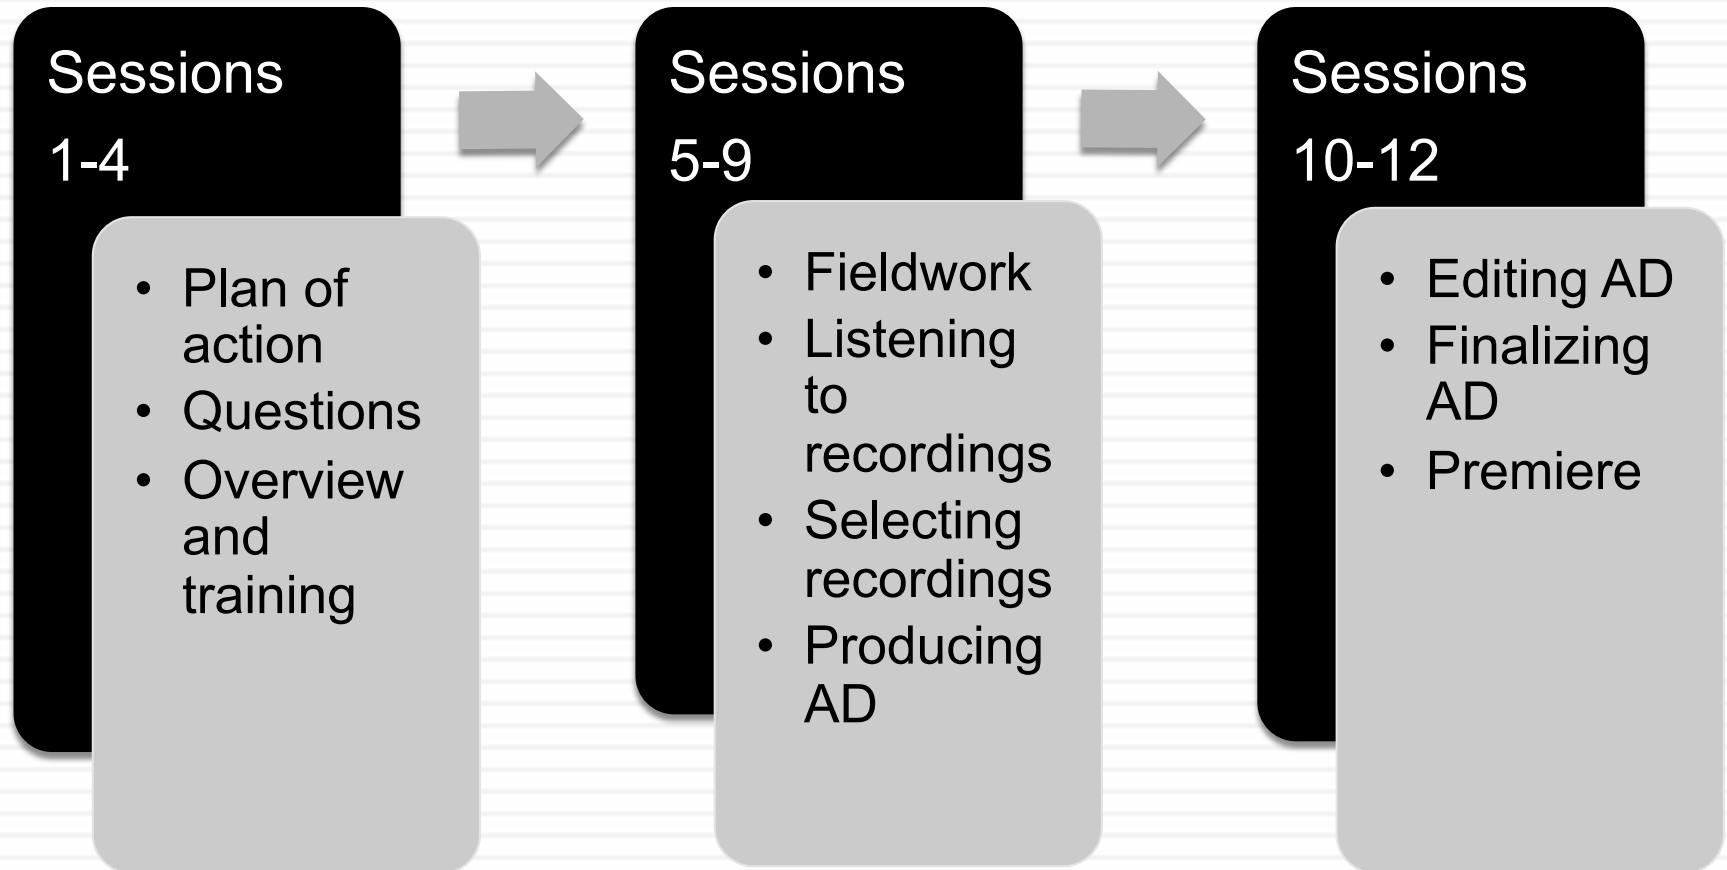 Sessions
1-4
• Plan of
action
• Questions
• Overview
and
training
Sessions
5-9
• Fieldwork
• Listening
to
recordings
• Selecting
recordings
• Producing
AD
Sessions
10-12
• Editing AD
• Finalizing
AD
• Premiere